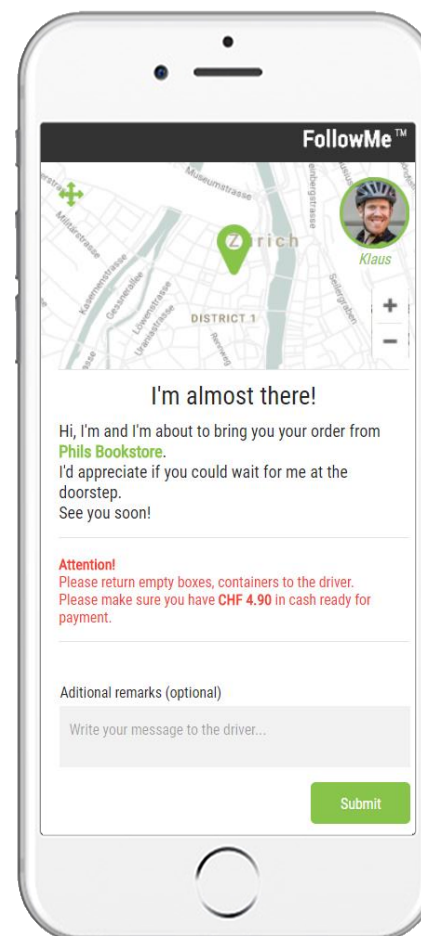 FollowMe™
Museumstrasse
Militärstrasse
Zürich
Klaus
Kasernenstrasse
Gessnerallee
Löwenstrasse
Uraniastrasse
DISTRICT 1
Rennweg
Seilergraben
+
−
I'm almost there!
Hi, I'm and I'm about to bring you your order from
Phils Bookstore.
I'd appreciate if you could wait for me at the
doorstep.
See you soon!
Attention!
Please return empty boxes, containers to the driver.
Please make sure you have CHF 4.90 in cash ready for
payment.
Aditional remarks (optional)
Write your message to the driver...
Submit